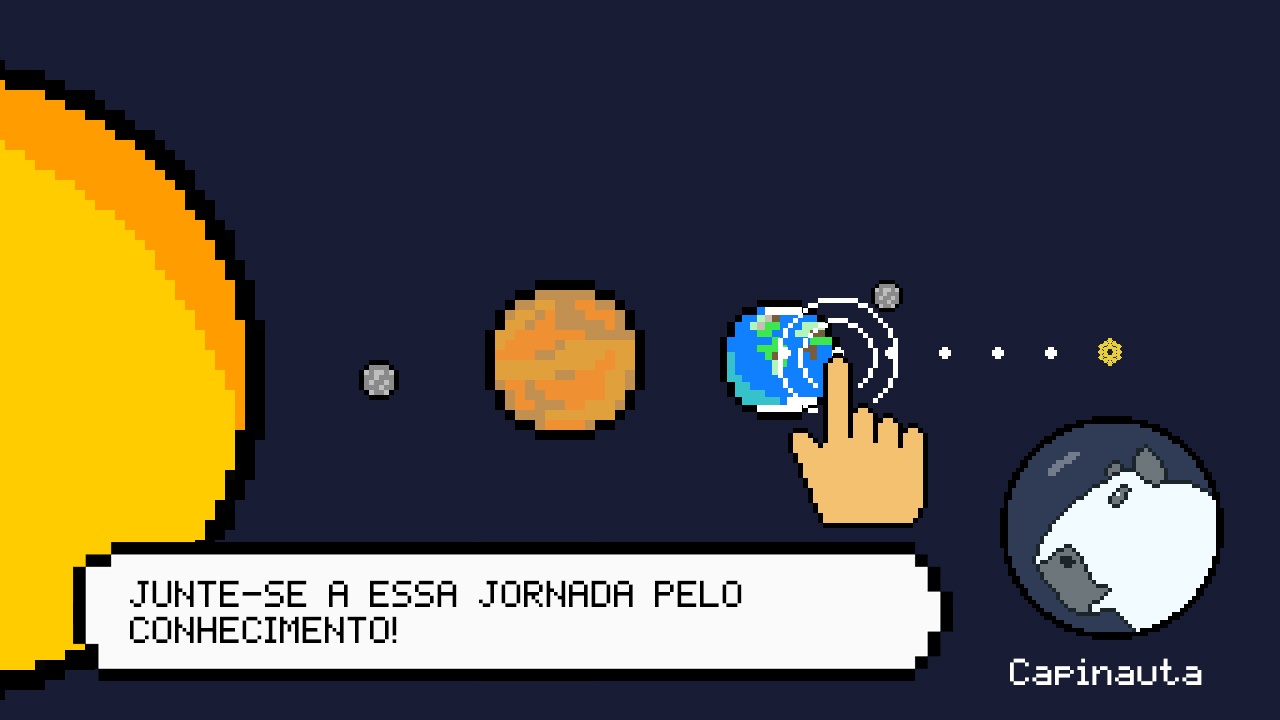 JUNTE-SE A ESSA JORNADA PELO
CONHECIMENTO!
Capinauta